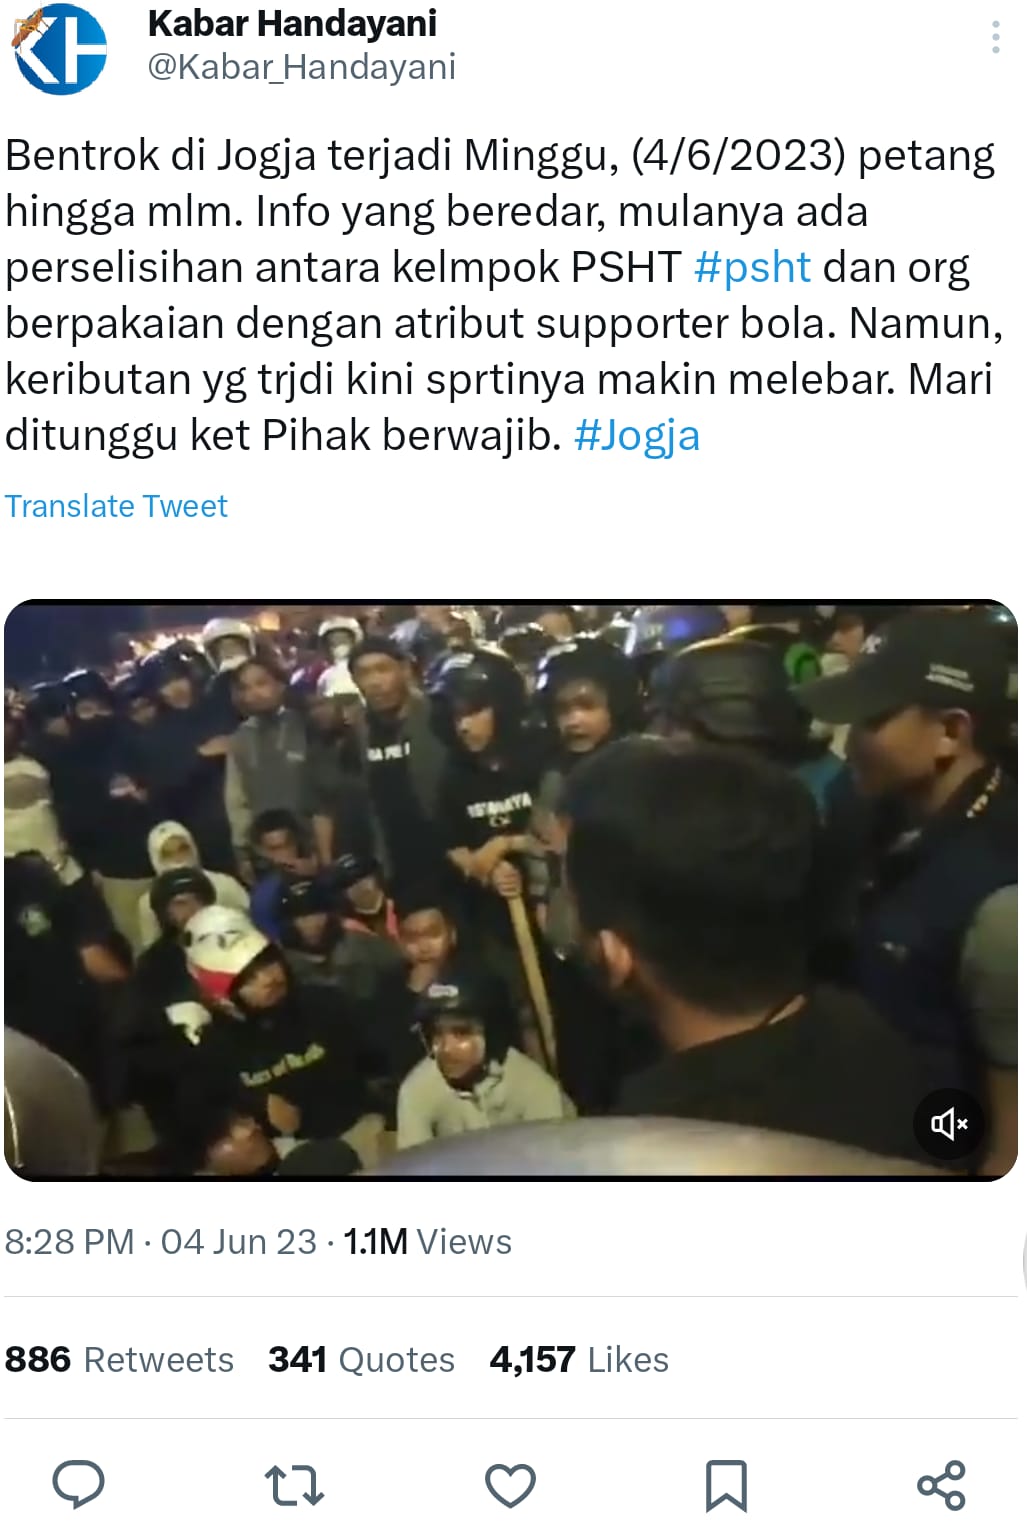 Kabar Handayani
@Kabar_Handayani
Bentrok di Jogja terjadi Minggu, (4/6/2023) petang
hingga mlm. Info yang beredar, mulanya ada
perselisihan antara kelmpok PSHT #psht dan org
berpakaian dengan atribut supporter bola. Namun,
keributan yg trjdi kini sprtinya makin melebar. Mari
ditunggu ket Pihak berwajib. #Jogja
Translate Tweet
8:28 PM · 04 Jun 23 · 1.1M Views
886 Retweets 341 Quotes 4,157 Likes